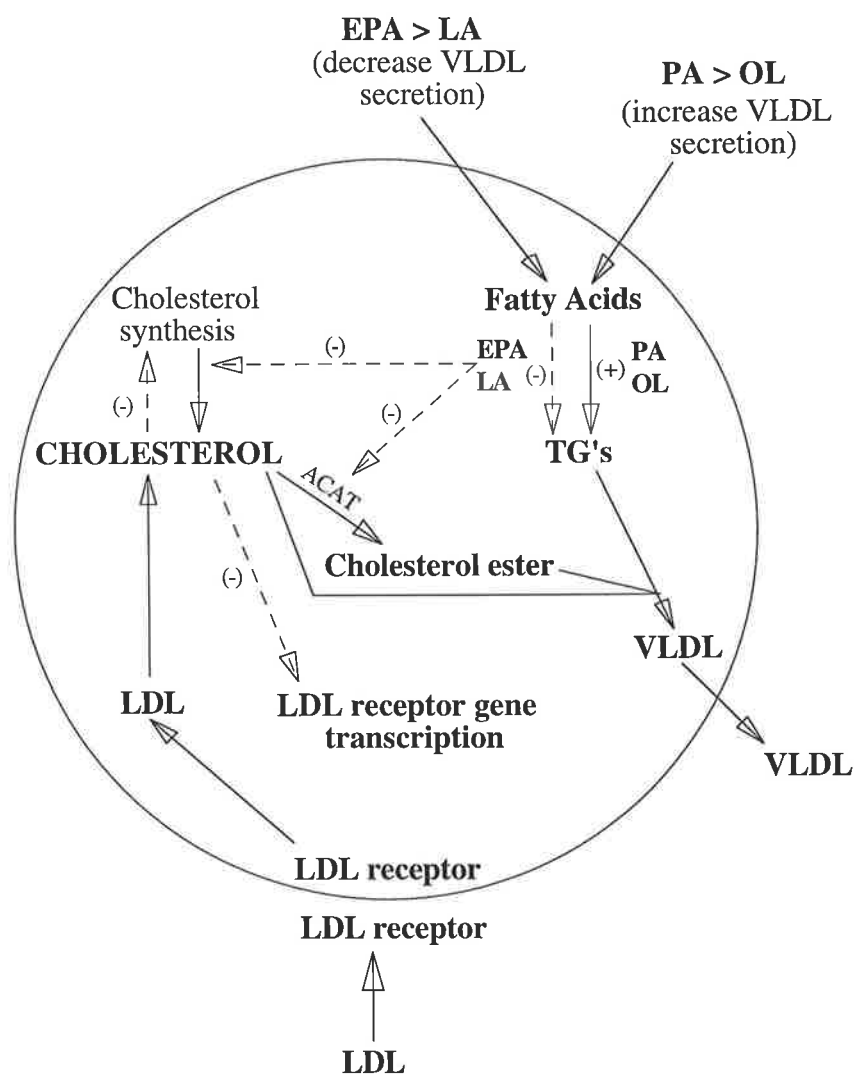 EPA > LA
(decrease VLDL
secretion)
PA > OL
(increase VLDL
secretion)
Fatty Acids
Cholesterol
synthesis
(-)
EPA
LA
(-)
(+)
PA
OL
(-)
(-)
CHOLESTEROL
TG's
ACAT
Cholesterol ester
(-)
VLDL
LDL
LDL receptor gene
transcription
VLDL
LDL receptor
LDL receptor
LDL